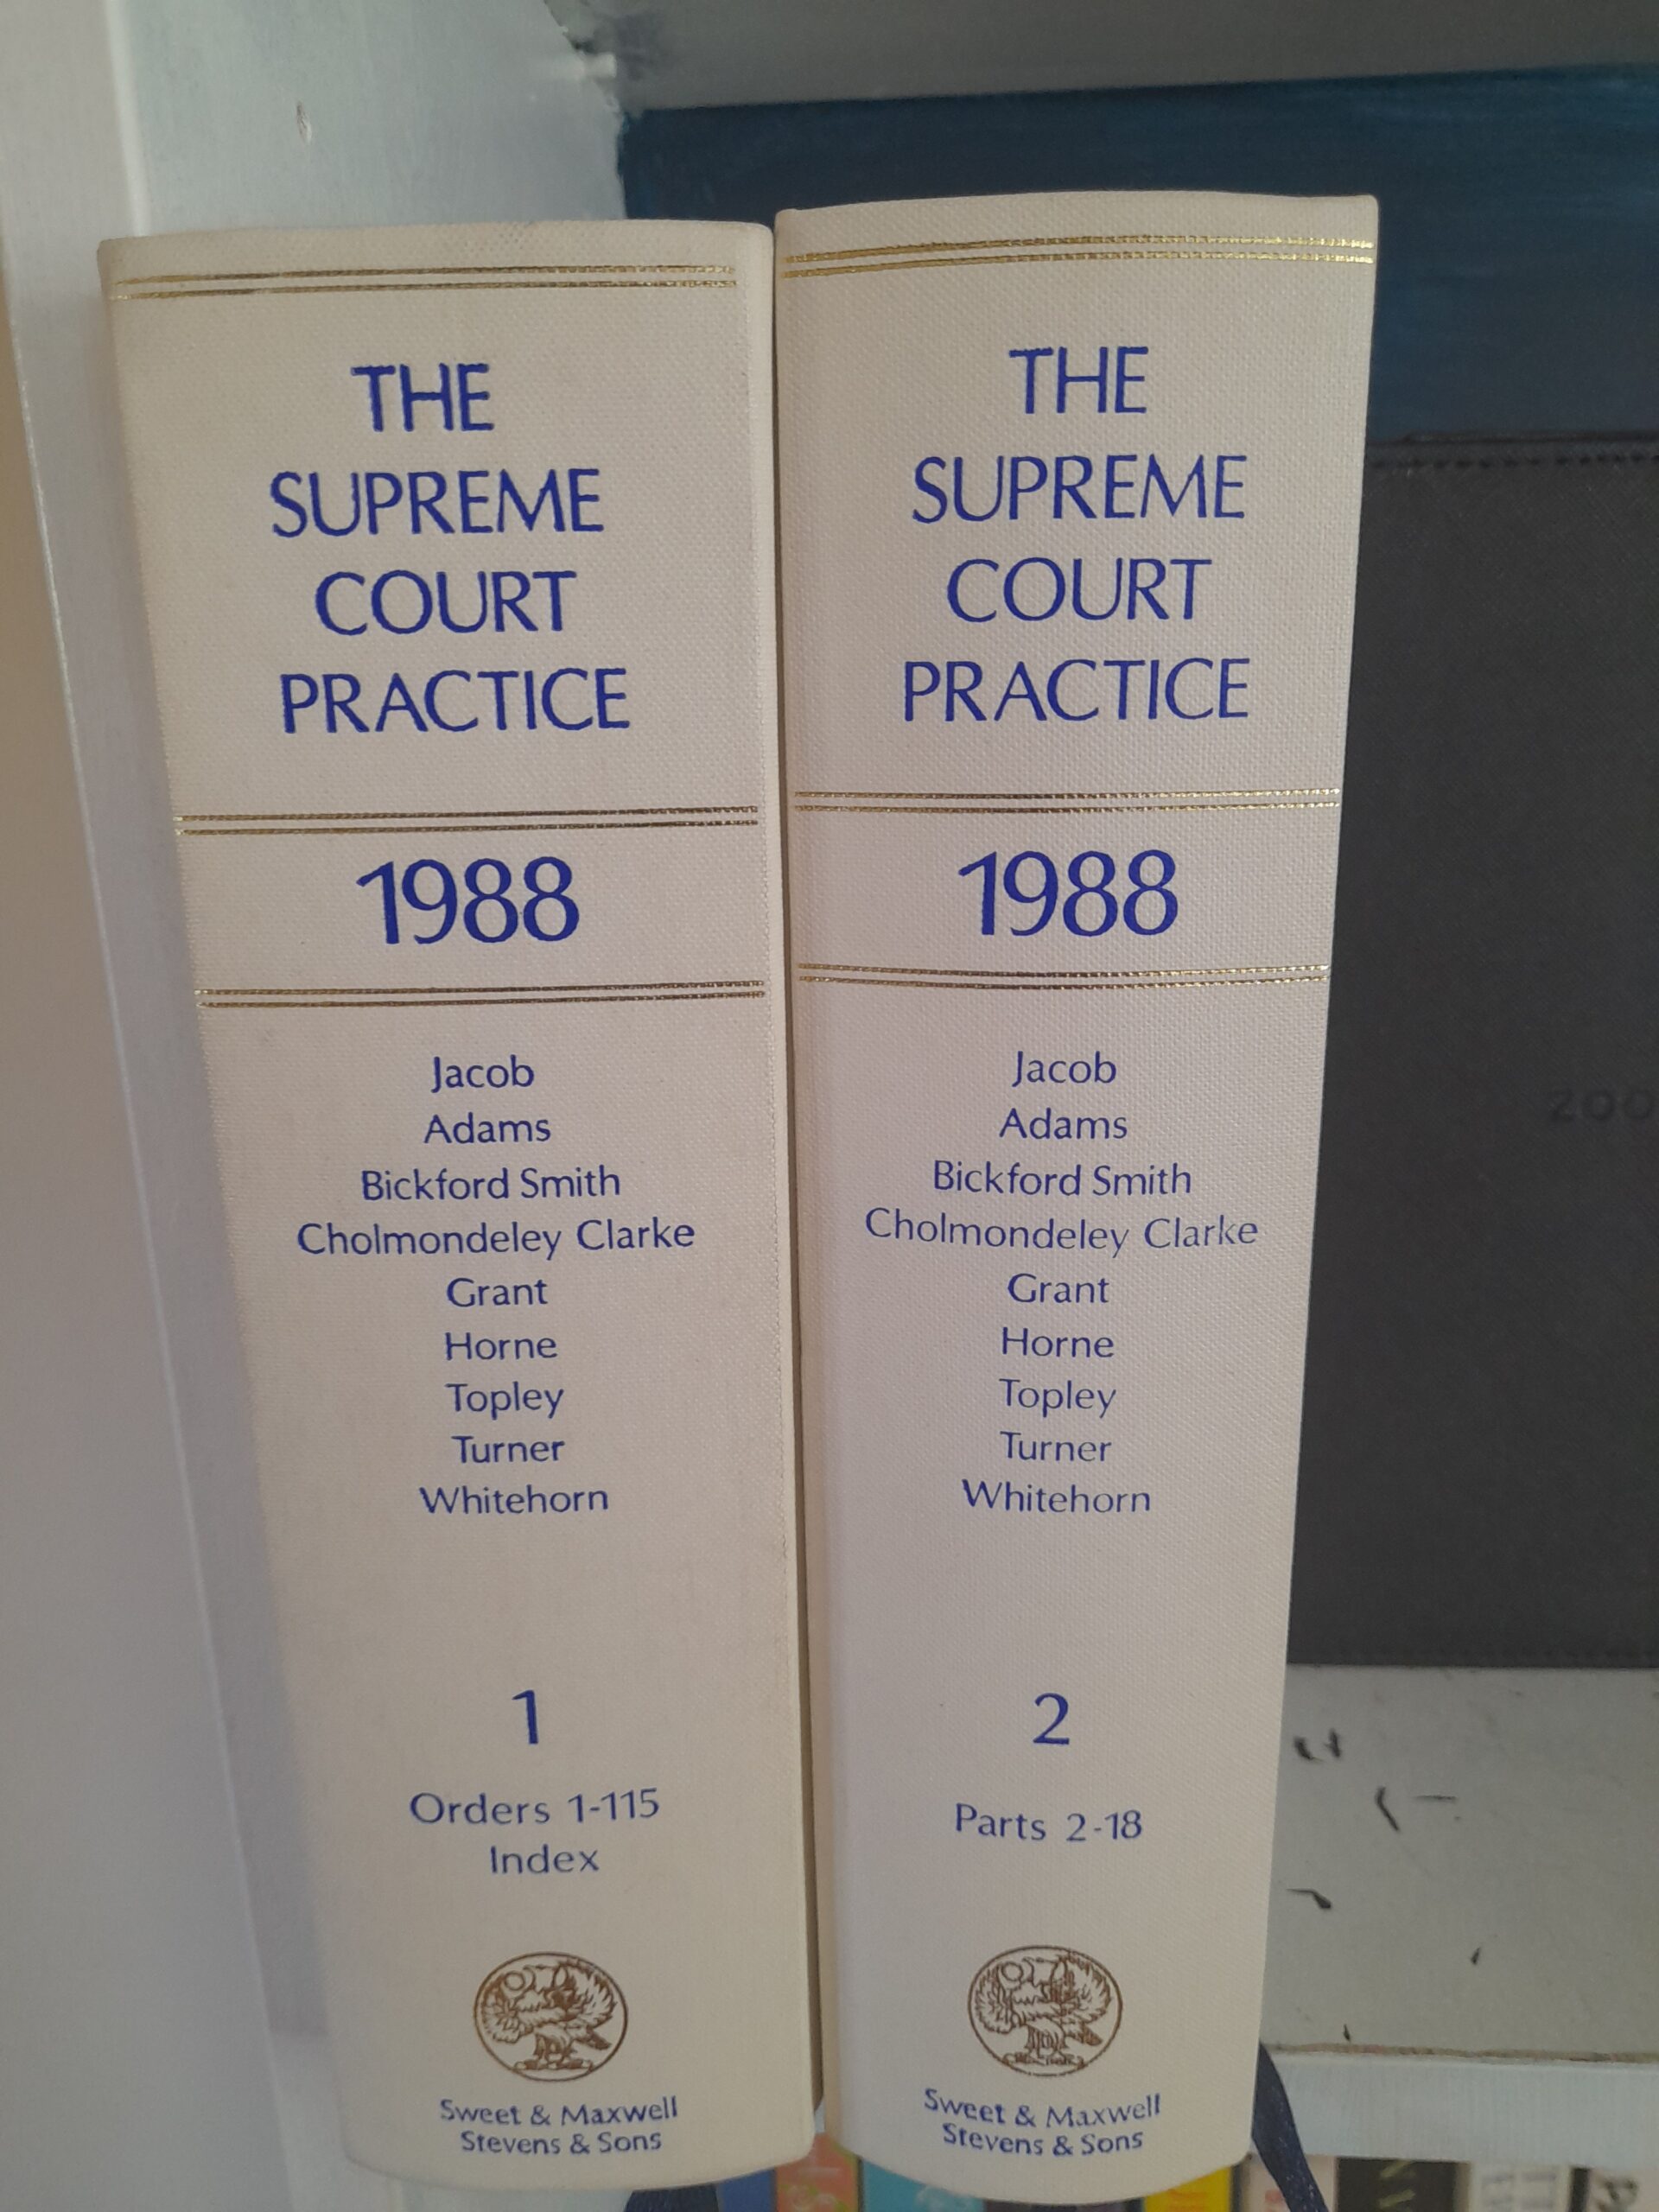 THE
SUPREME
COURT
PRACTICE
1988
Jacob
Adams
Bickford Smith
Cholmondeley Clarke
Grant
Horne
Topley
Turner
Whitehorn
1
Orders 1-115
Index
Sweet & Maxwell
Stevens & Sons
THE
SUPREME
COURT
PRACTICE
1988
Jacob
Adams
Bickford Smith
Cholmondeley Clarke
Grant
Horne
Topley
Turner
Whitehorn
2
Parts 2-18
Sweet & Maxwell
Stevens & Sons